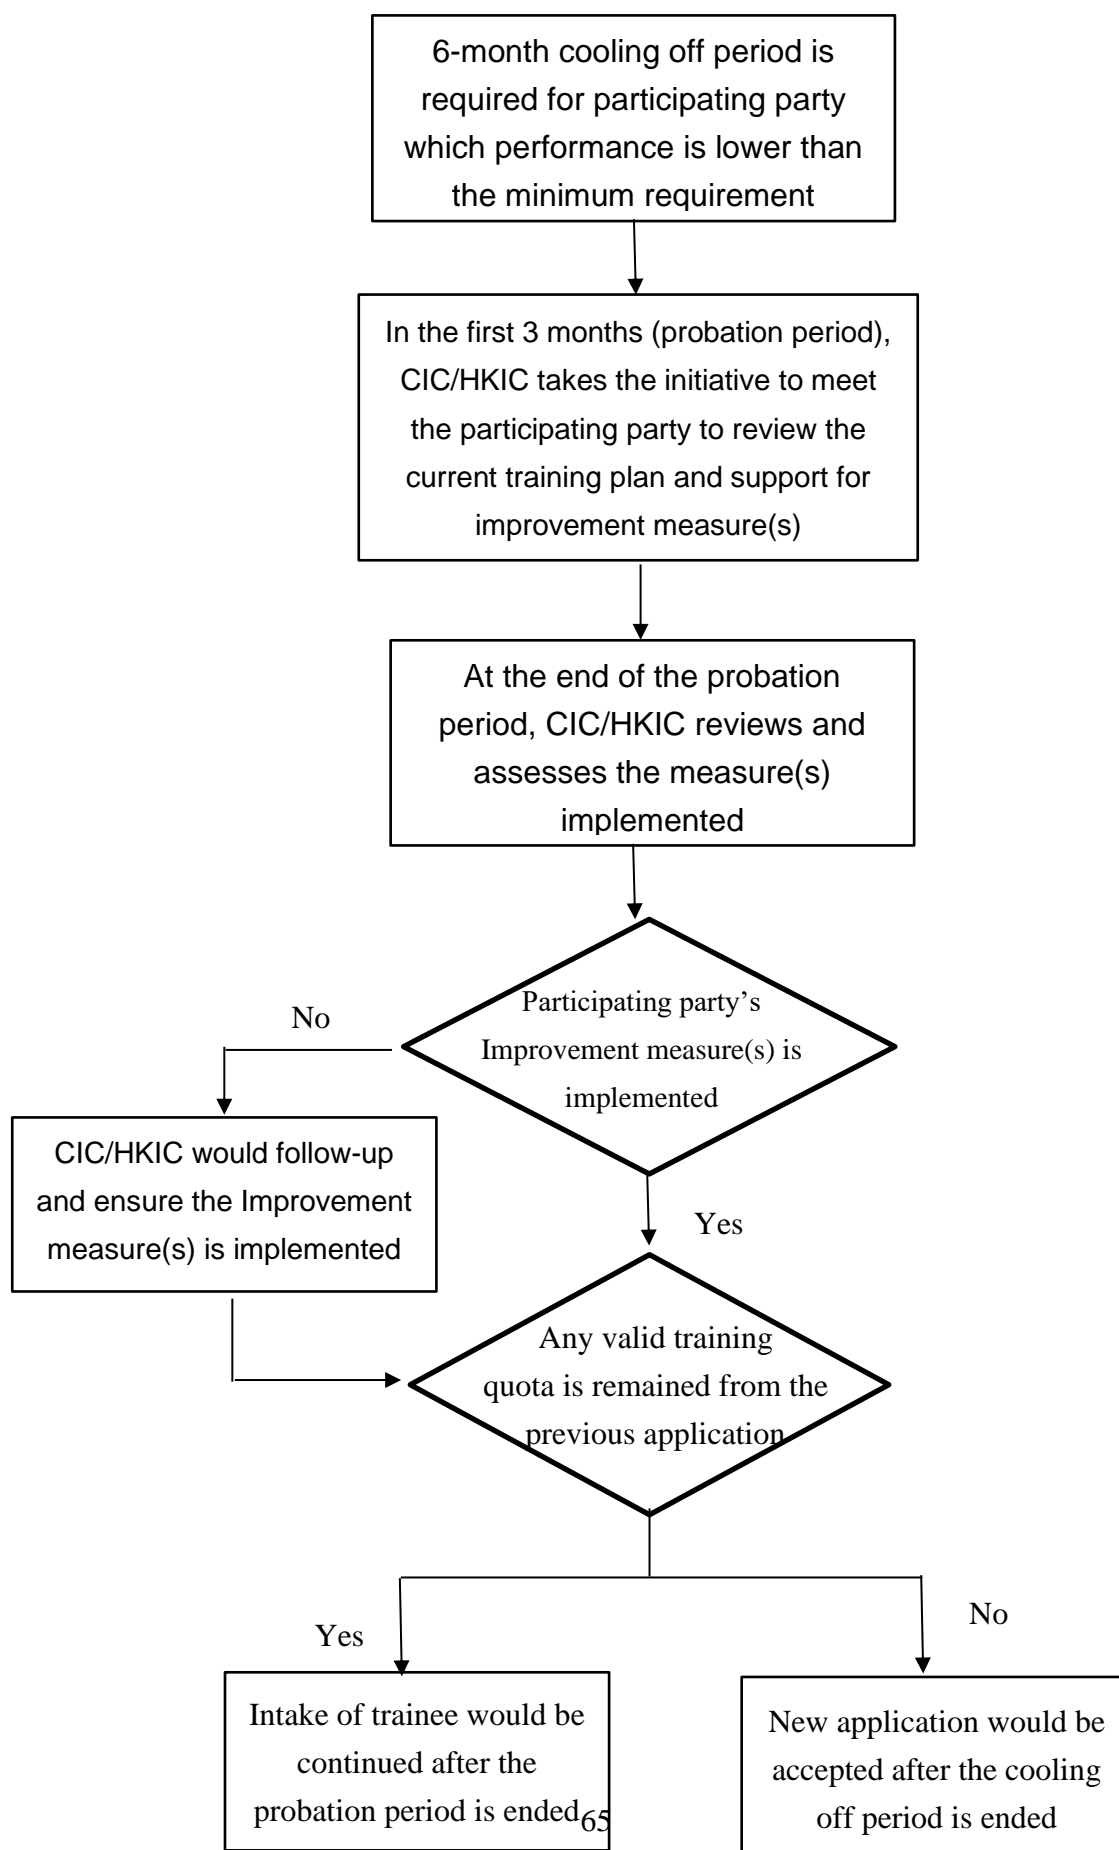 6-month cooling off period is
required for participating party
which performance is lower than
the minimum requirement
In the first 3 months (probation period),
CIC/HKIC takes the initiative to meet
the participating party to review the
current training plan and support for
improvement measure(s)
At the end of the probation
period, CIC/HKIC reviews and
assesses the measure(s)
implemented
Participating party’s
Improvement measure(s) is
implemented
No
CIC/HKIC would follow-up
and ensure the Improvement
measure(s) is implemented
Yes
Any valid training
quota is remained from the
previous application
Yes
No
Intake of trainee would be
continued after the
probation period is ended
New application would be
accepted after the cooling
off period is ended
65